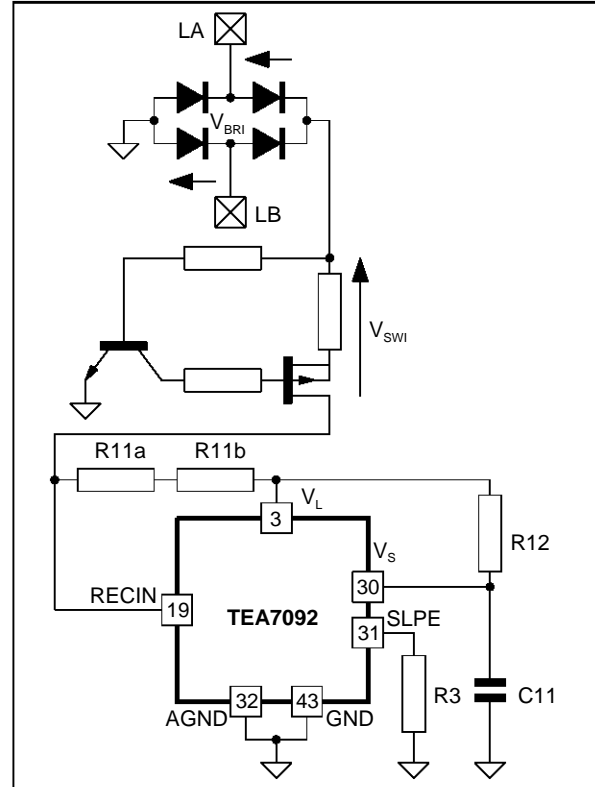 LA
V_BRI
LB
V_SWI
R11a R11b
V_L
3
R12
V_S
RECIN 19 TEA7092 30
31 SLPE
R3 C11
AGND 32 43 GND